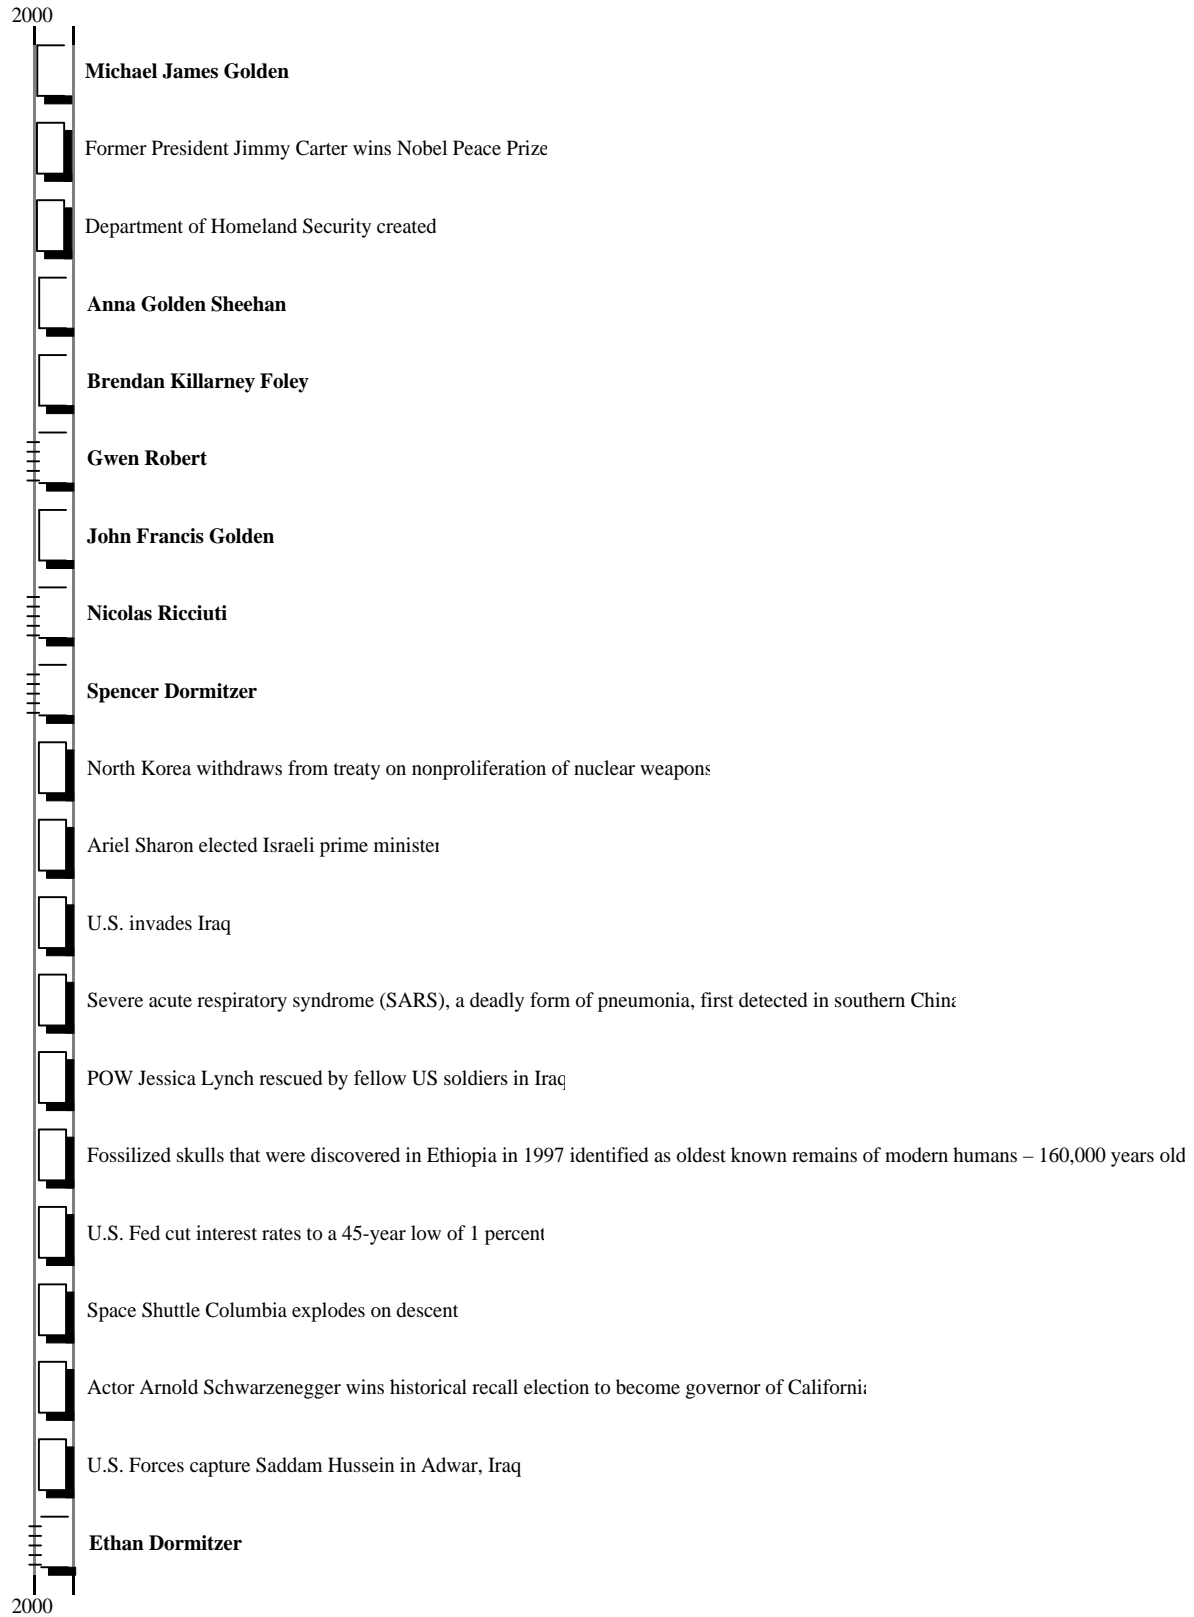 2000
Michael James Golden
Former President Jimmy Carter wins Nobel Peace Prize
Department of Homeland Security created
Anna Golden Sheehan
Brendan Killarney Foley
Gwen Robert
John Francis Golden
Nicolas Ricciuti
Spencer Dormitzer
North Korea withdraws from treaty on nonproliferation of nuclear weapons
Ariel Sharon elected Israeli prime minister
U.S. invades Iraq
Severe acute respiratory syndrome (SARS), a deadly form of pneumonia, first detected in southern China
POW Jessica Lynch rescued by fellow US soldiers in Iraq
Fossilized skulls that were discovered in Ethiopia in 1997 identified as oldest known remains of modern humans – 160,000 years old
U.S. Fed cut interest rates to a 45-year low of 1 percent
Space Shuttle Columbia explodes on descent
Actor Arnold Schwarzenegger wins historical recall election to become governor of California
U.S. Forces capture Saddam Hussein in Adwar, Iraq
Ethan Dormitzer
2000